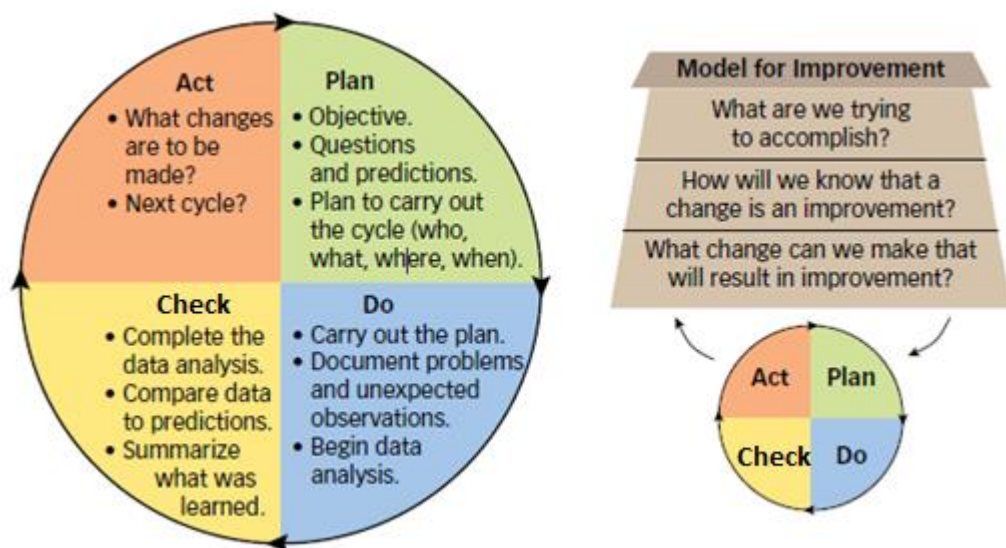 Act
• What changes
are to be
made?
• Next cycle?
Plan
• Objective.
• Questions
and predictions.
• Plan to carry out
the cycle (who,
what, where, when).
Check
• Complete the
data analysis.
• Compare data
to predictions.
• Summarize
what was
learned.
Do
• Carry out the plan.
• Document problems
and unexpected
observations.
• Begin data
analysis.
Model for Improvement
What are we trying
to accomplish?
How will we know that a
change is an improvement?
What change can we make that
will result in improvement?
Act
Plan
Check
Do